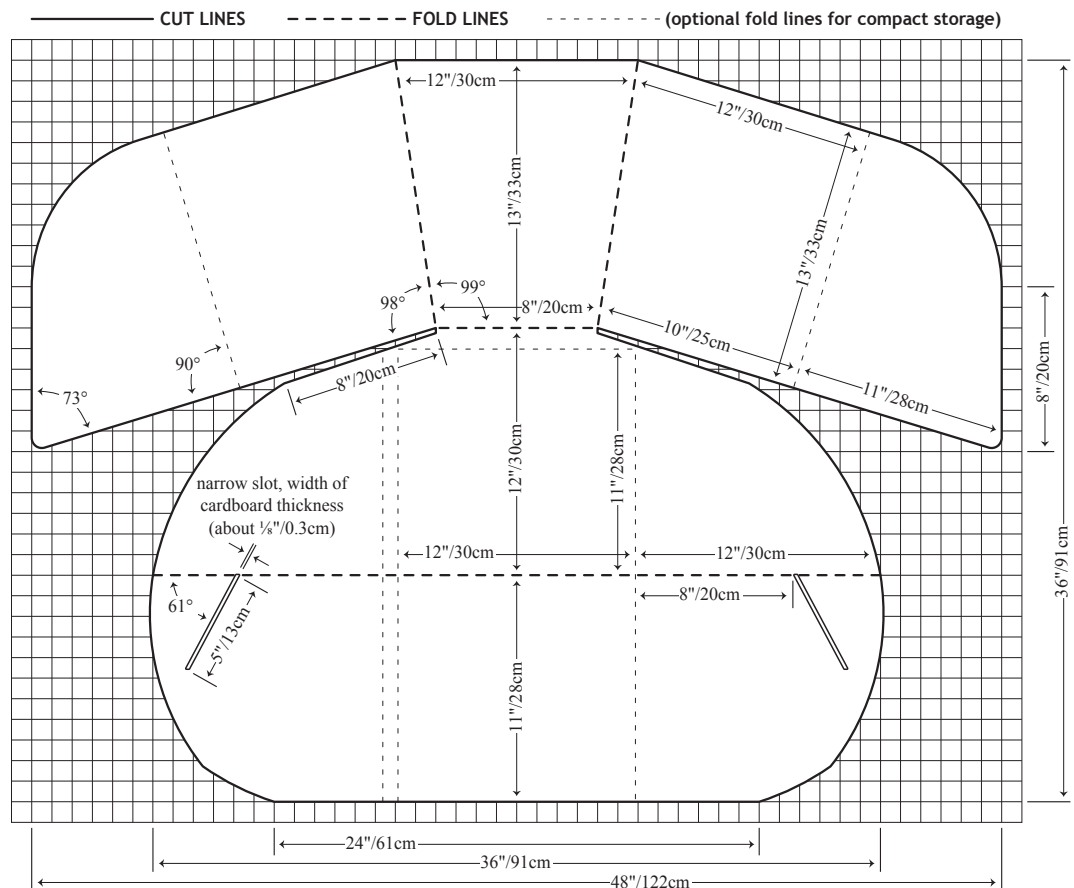 CUT LINES
FOLD LINES
(optional fold lines for compact storage)
12"/30cm
12"/30cm
13"/33cm
13"/33cm
98°
99°
8"/20cm
10"/25cm
90°
8"/20cm
11"/28cm
8"/20cm
73°
12"/30cm
11"/28cm
narrow slot, width of
cardboard thickness
(about ⅛"/0.3cm)
12"/30cm
12"/30cm
36"/91cm
61°
5"/13cm
8"/20cm
11"/28cm
24"/61cm
36"/91cm
48"/122cm